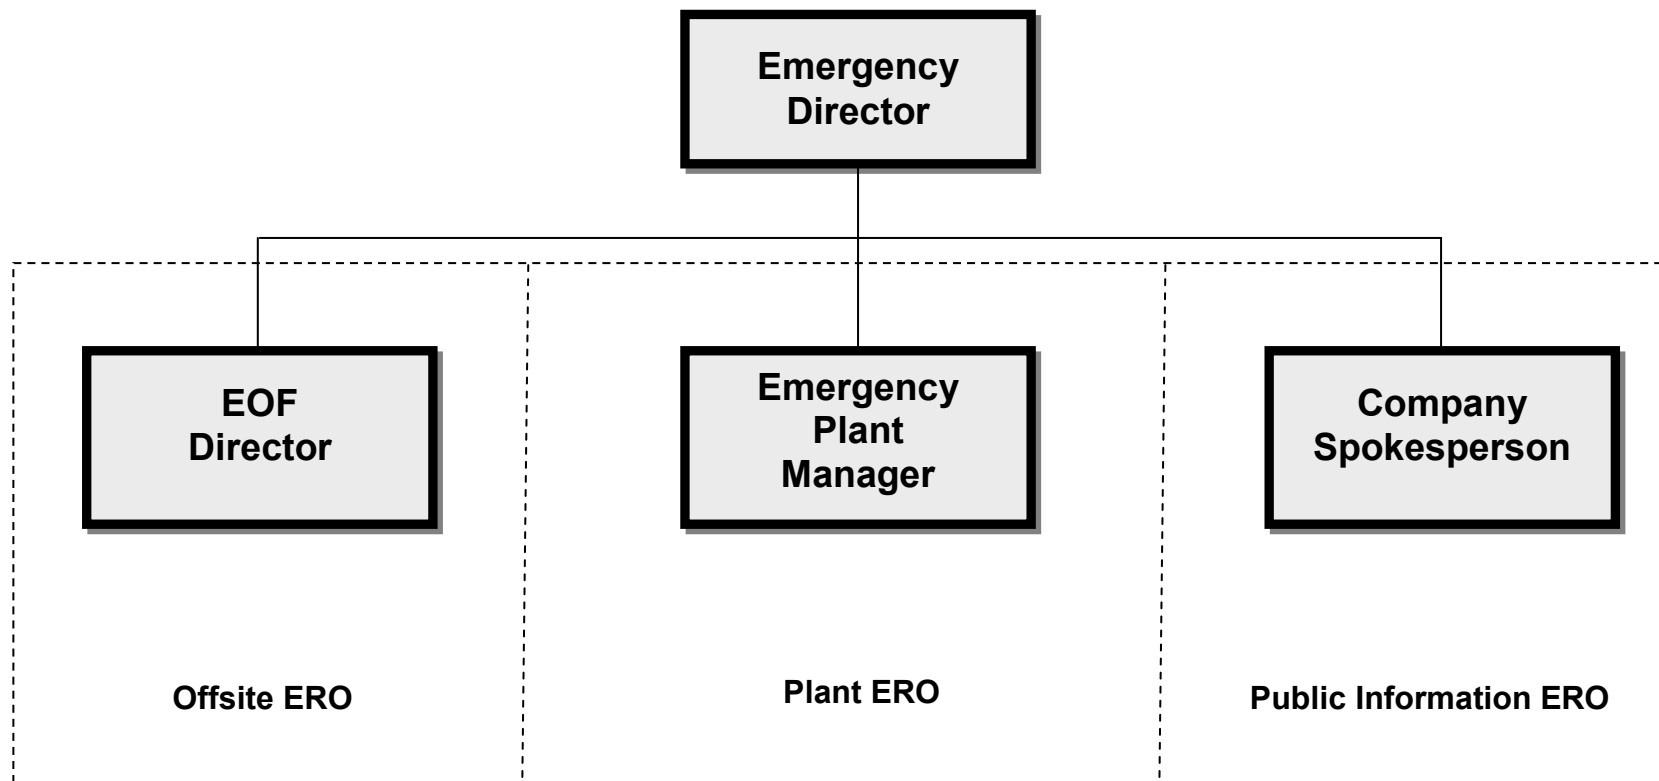 Emergency
Director
EOF
Director
Emergency
Plant
Manager
Company
Spokesperson
Offsite ERO
Plant ERO
Public Information ERO